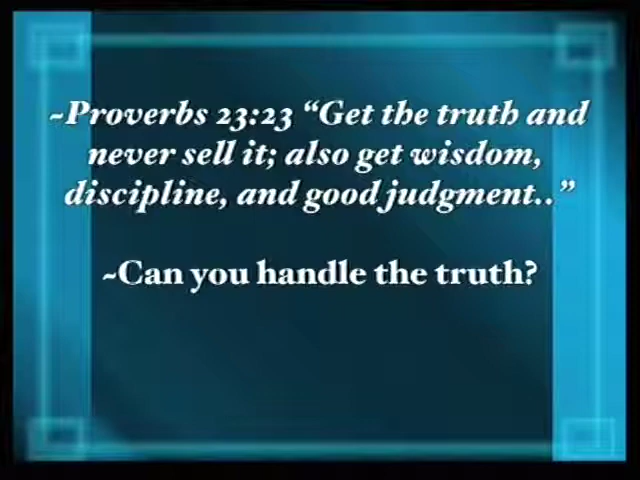 ~Proverbs 23:23 “Get the truth and
never sell it; also get wisdom,
discipline, and good judgment..”
~Can you handle the truth?